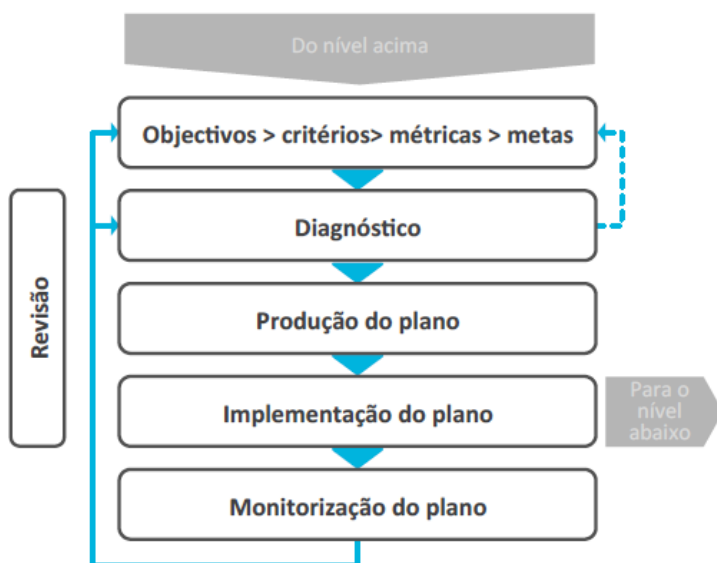 Do nível acima
Objectivos > critérios> métricas > metas
Diagnóstico
Revisão
Produção do plano
Implementação do plano
Para o
nível
abaixo
Monitorização do plano